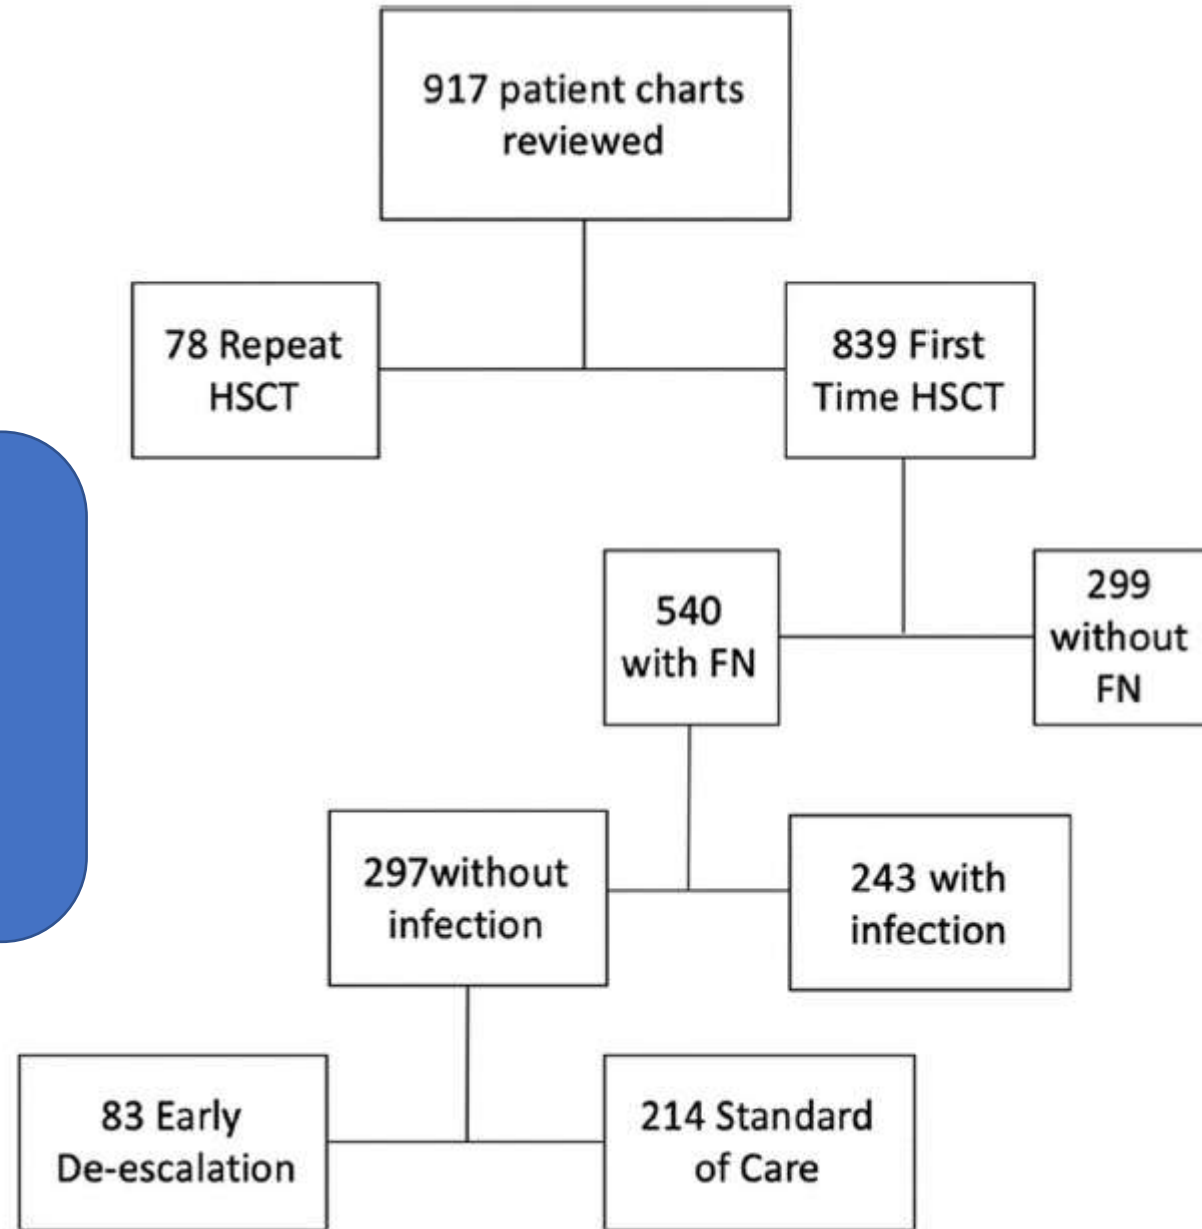 917 patient charts
reviewed
78 Repeat
HSCT
839 First
Time HSCT
540
with FN
299
without
FN
297without
infection
243 with
infection
83 Early
De-escalation
214 Standard
of Care